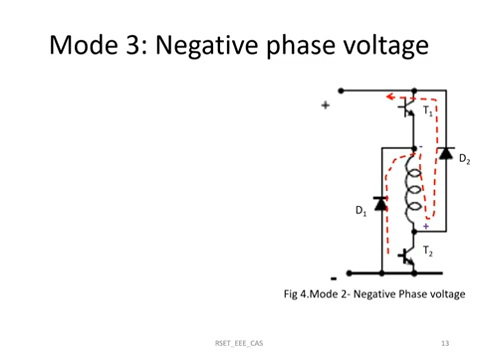 Mode 3: Negative phase voltage
+
T1
-
D2
D1
+
T2
-
Fig 4.Mode 2- Negative Phase voltage
RSET_EEE_CAS
13